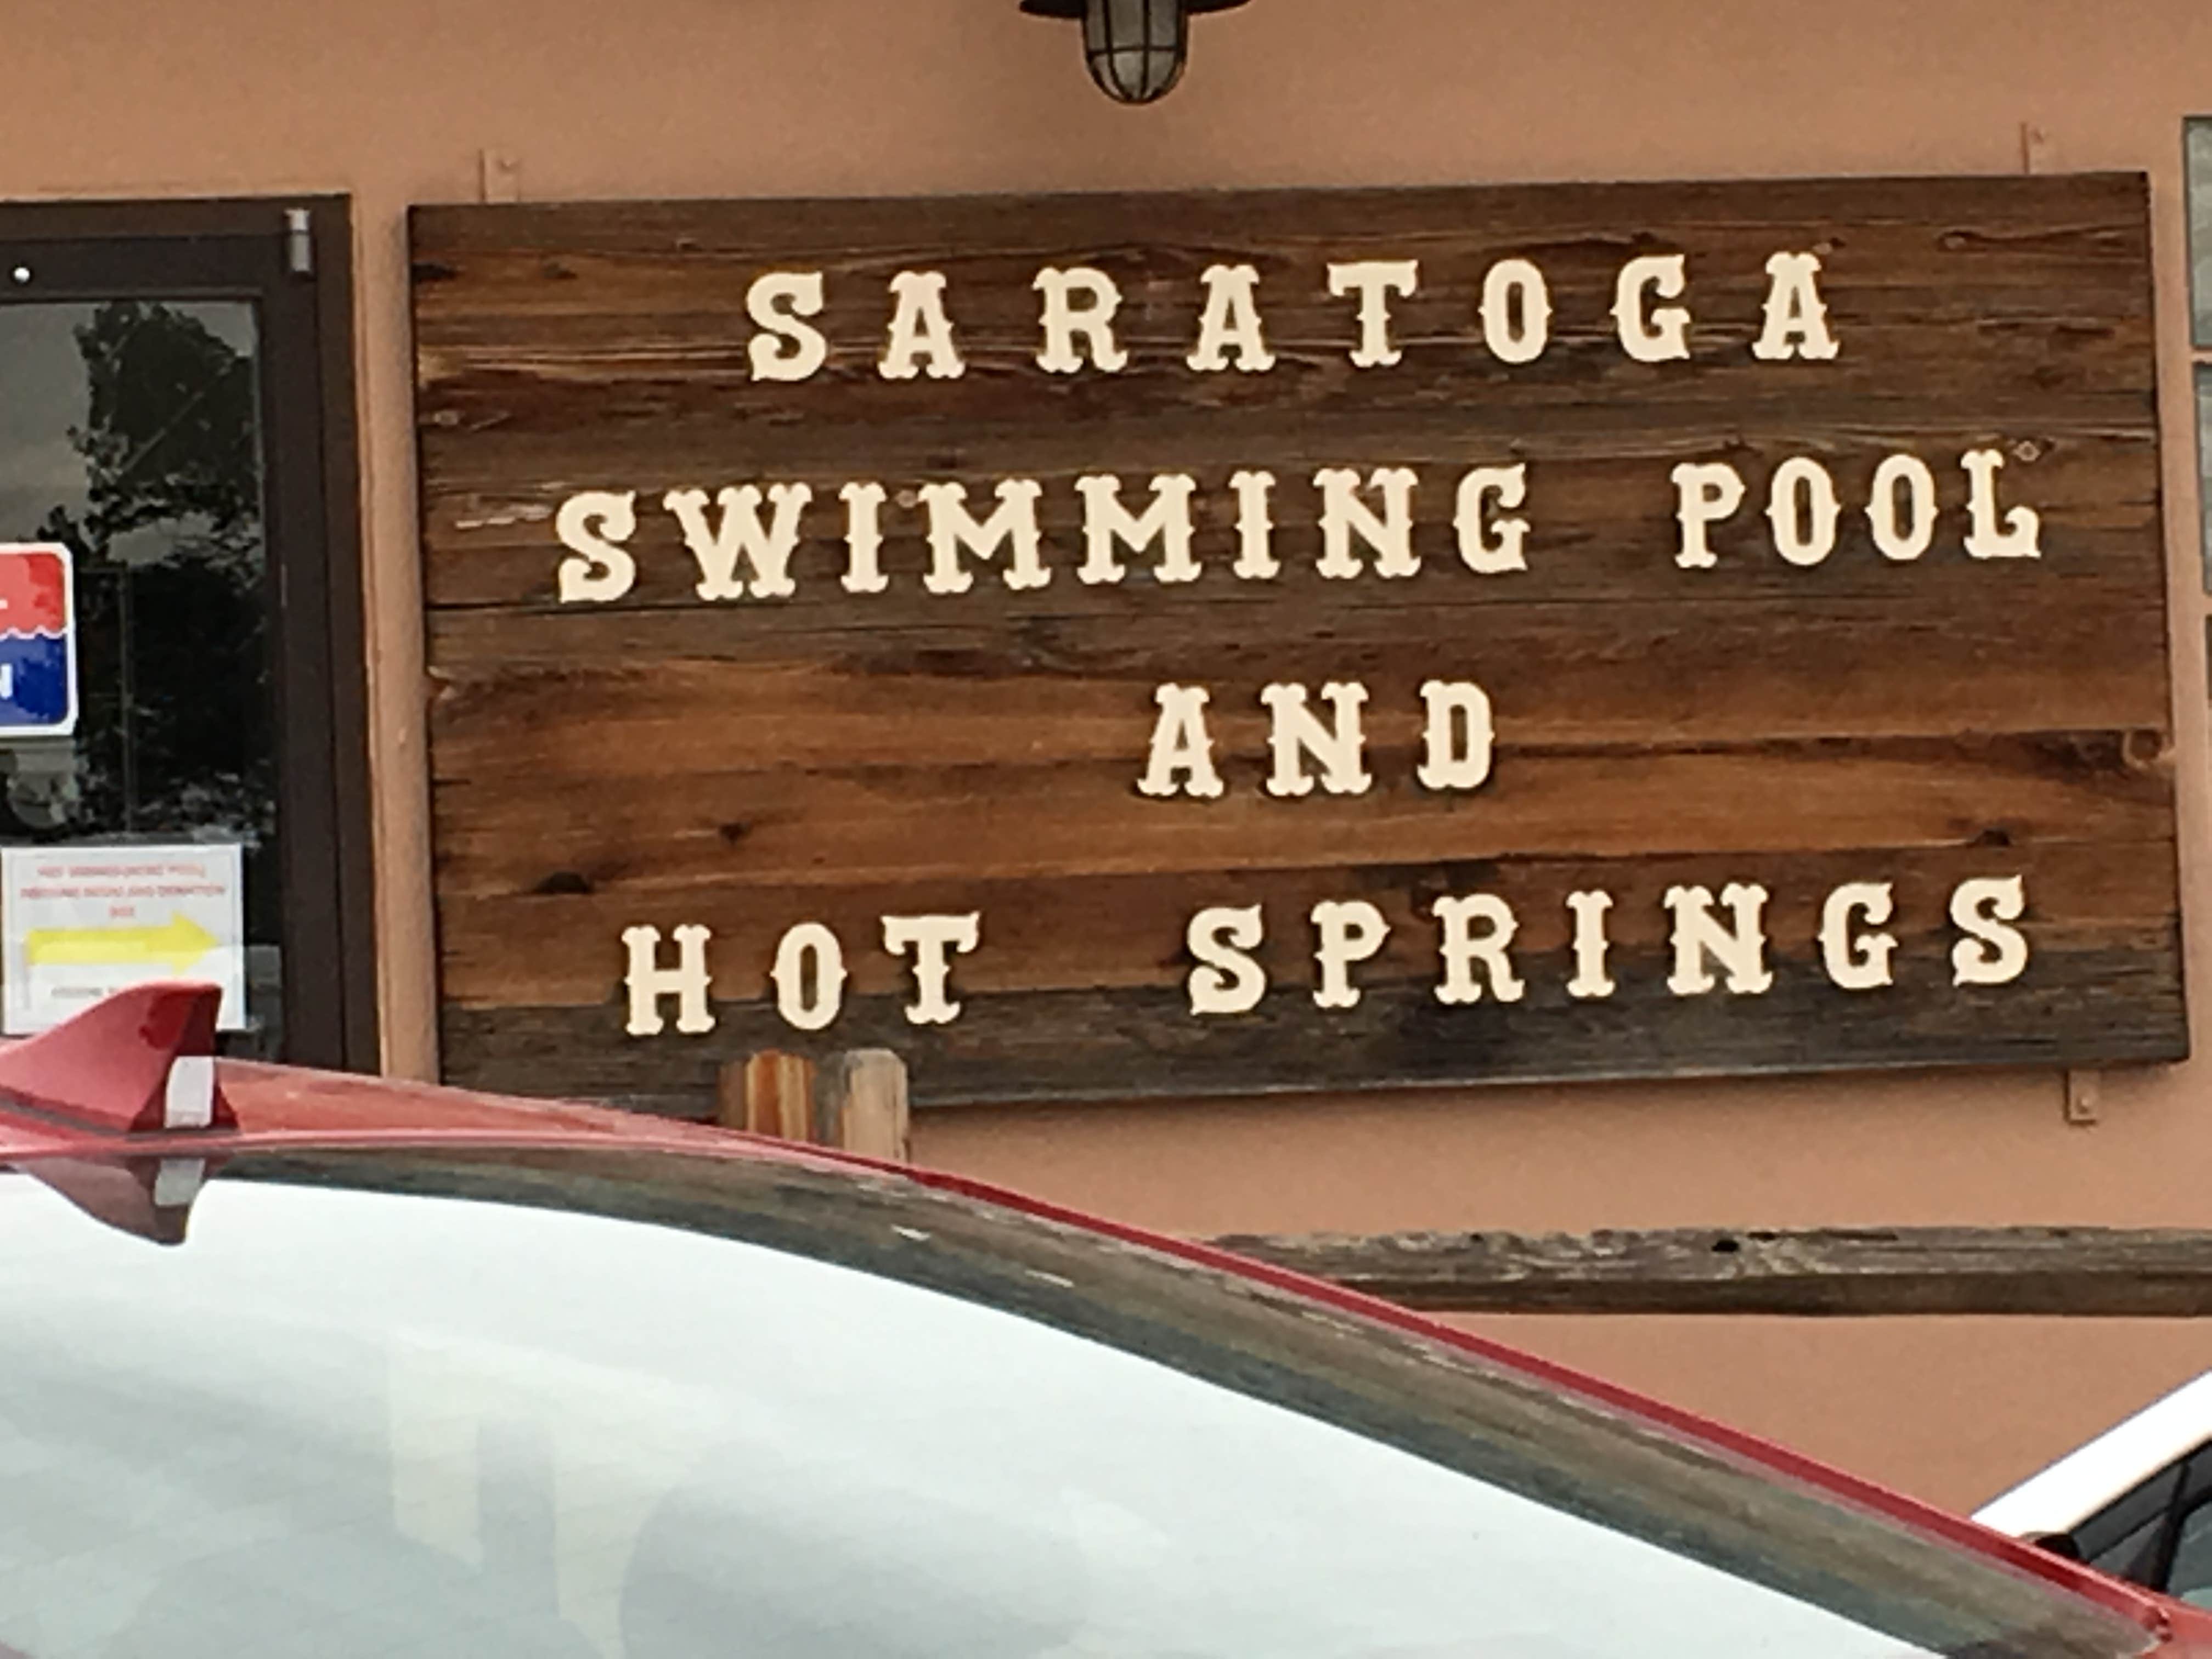 SARATOGA
SWIMMING POOL
AND
HOT SPRINGS